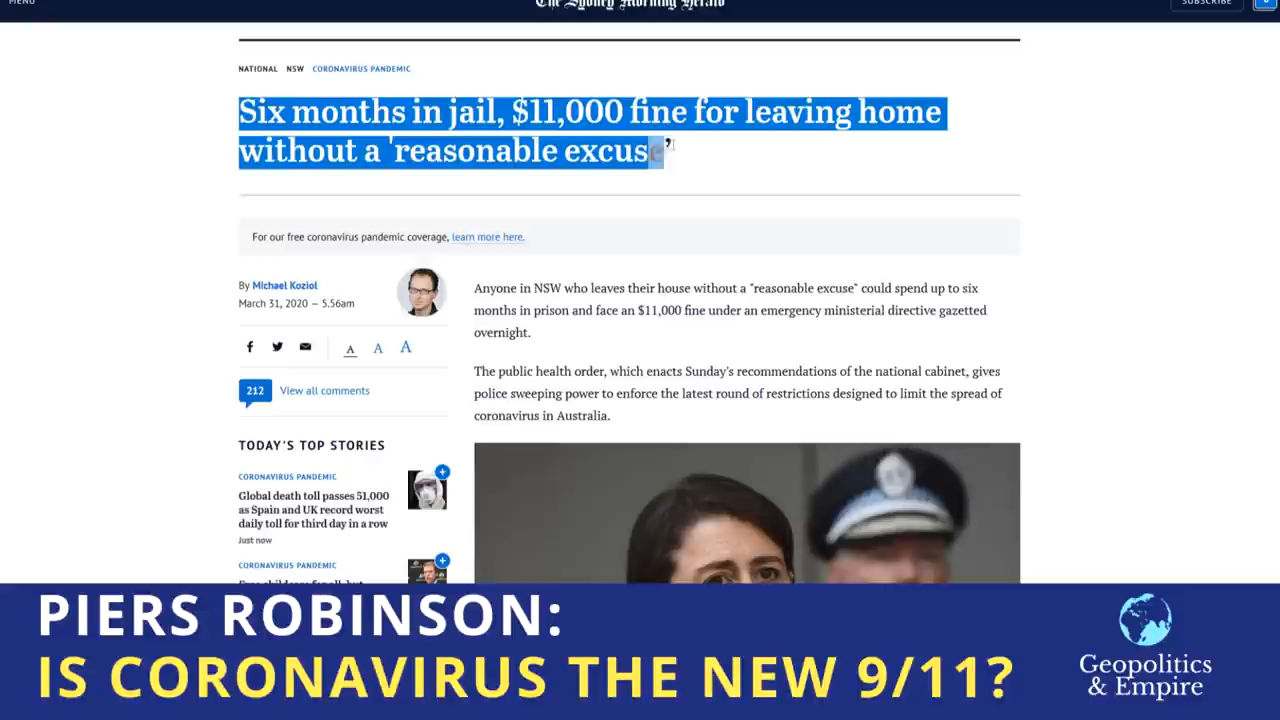 MENU
The Sydney Morning Herald
SUBSCRIBE
NATIONAL NSW CORONAVIRUS PANDEMIC
Six months in jail, $11,000 fine for leaving home
without a 'reasonable excuse'
For our free coronavirus pandemic coverage, learn more here.
By Michael Koziol
March 31, 2020 — 5.56am
A A A
212 View all comments
Anyone in NSW who leaves their house without a "reasonable excuse" could spend up to six
months in prison and face an $11,000 fine under an emergency ministerial directive gazetted
overnight.
The public health order, which enacts Sunday's recommendations of the national cabinet, gives
police sweeping power to enforce the latest round of restrictions designed to limit the spread of
coronavirus in Australia.
TODAY'S TOP STORIES
CORONAVIRUS PANDEMIC
Global death toll passes 51,000
as Spain and UK record worst
daily toll for third day in a row
Just now
CORONAVIRUS PANDEMIC
PIERS ROBINSON:
IS CORONAVIRUS THE NEW 9/11?
Geopolitics
& Empire